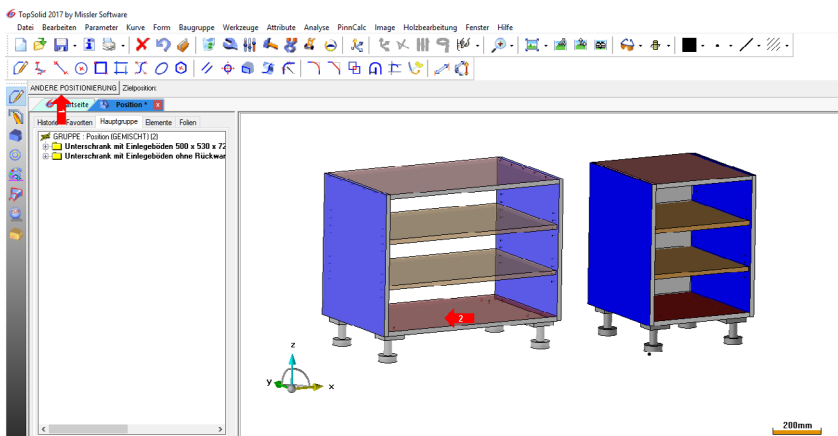 TopSolid 2017 by Missler Software
Datei Bearbeiten Parameter Kurve Form Baugruppe Werkzeuge Attribute Analyse PinnCalc Image Holzbearbeitung Fenster Hilfe
ANDERE POSITIONIERUNG Zielposition:
Position *
Favoriten Hauptgruppe Elemente Folien
GRUPPE : Position (GEMISCHT) (2)
Unterschrank mit Einlegeböden 500 x 530 x 72
Unterschrank mit Einlegeböden ohne Rückwar
2
z
y
x
200mm